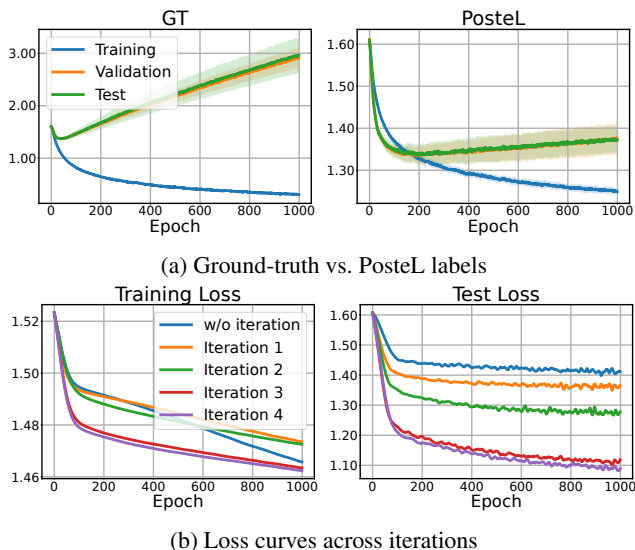 GT
3.00
2.00
1.00
Training
Validation
Test
0 200 400 600 800 1000
Epoch
PosteL
1.60
1.50
1.40
1.30
0 200 400 600 800 1000
Epoch
(a) Ground-truth vs. PosteL labels
Training Loss
1.52
1.50
1.48
1.46
w/o iteration
Iteration 1
Iteration 2
Iteration 3
Iteration 4
0 200 400 600 800 1000
Epoch
Test Loss
1.60
1.50
1.40
1.30
1.20
1.10
0 200 400 600 800 1000
Epoch
(b) Loss curves across iterations